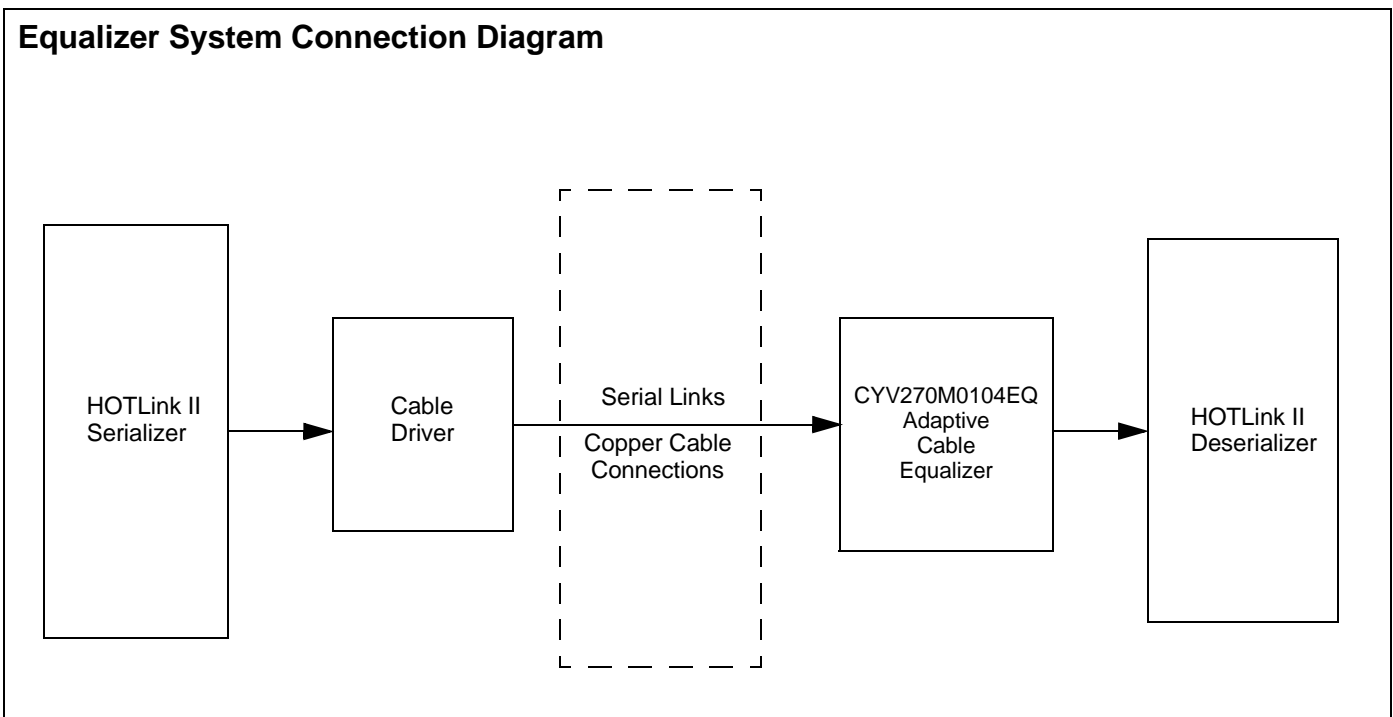 Equalizer System Connection Diagram
HOTLink II
Serializer
Cable
Driver
Serial Links
Copper Cable
Connections
CYV270M0104EQ
Adaptive
Cable
Equalizer
HOTLink II
Deserializer